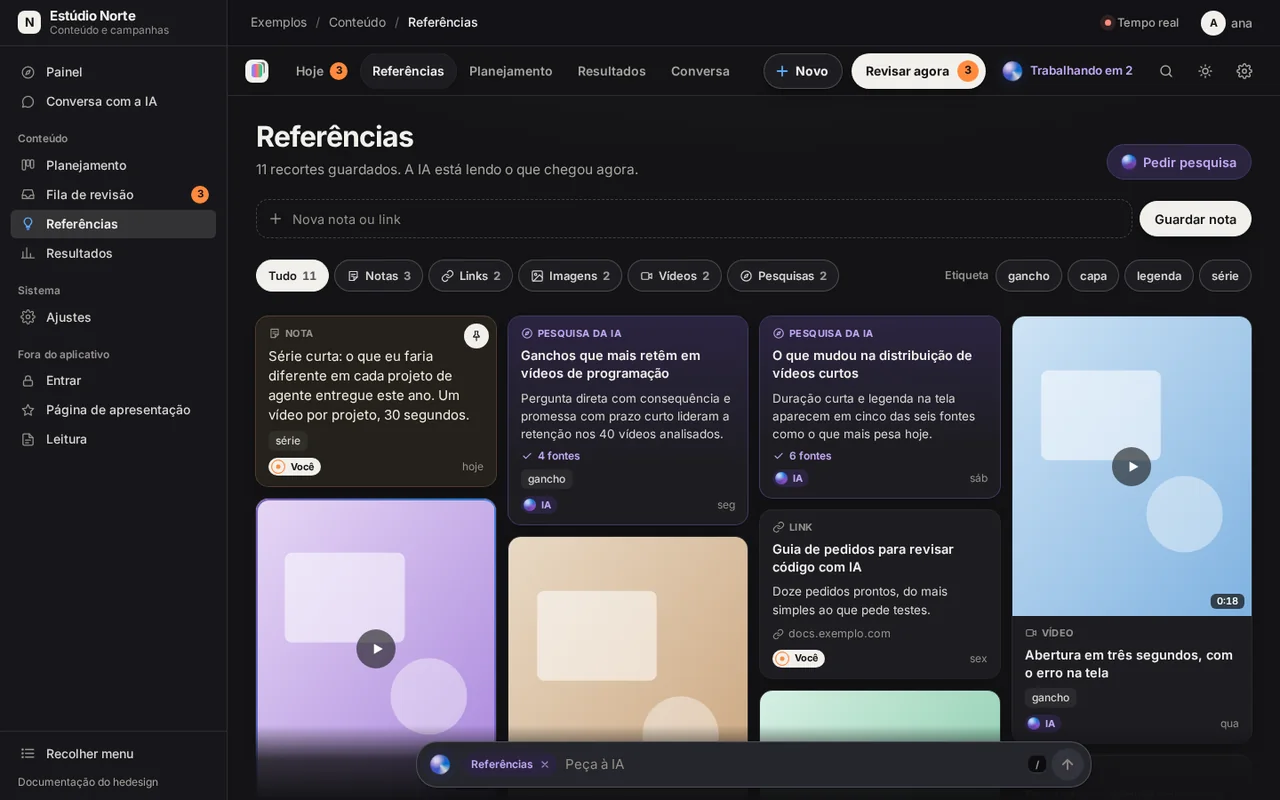 N
Estúdio Norte
Conteúdo e campanhas
Painel
Conversa com a IA
Conteúdo
Planejamento
Fila de revisão 3
Referências
Resultados
Sistema
Ajustes
Fora do aplicativo
Entrar
Página de apresentação
Leitura
Recolher menu
Documentação do hedesign
Exemplos / Conteúdo / Referências
Tempo real
A ana
Hoje 3 Referências Planejamento Resultados Conversa
+ Novo
Revisar agora 3
Trabalhando em 2
Referências
11 recortes guardados. A IA está lendo o que chegou agora.
Pedir pesquisa
+ Nova nota ou link
Guardar nota
Tudo 11 Notas 3 Links 2 Imagens 2 Vídeos 2 Pesquisas 2
Etiqueta gancho capa legenda série
NOTA
Série curta: o que eu faria
diferente em cada projeto de
agente entregue este ano. Um
vídeo por projeto, 30 segundos.
série
Você hoje
PESQUISA DA IA
Ganchos que mais retêm em
vídeos de programação
Pergunta direta com consequência e
promessa com prazo curto lideram a
retenção nos 40 vídeos analisados.
4 fontes
gancho
IA seg
PESQUISA DA IA
O que mudou na distribuição de
vídeos curtos
Duração curta e legenda na tela
aparecem em cinco das seis fontes
como o que mais pesa hoje.
6 fontes
IA sáb
LINK
Guia de pedidos para revisar
código com IA
Doze pedidos prontos, do mais
simples ao que pede testes.
docs.exemplo.com
Você sex
0:18
VÍDEO
Abertura em três segundos, com
o erro na tela
gancho
IA qua
Referências × Peça à IA /